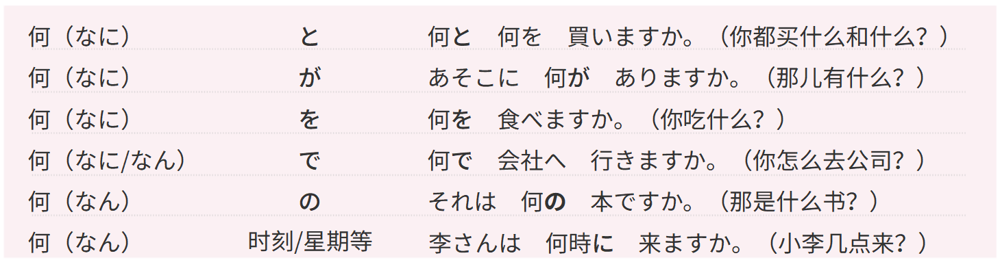 何（なに） と 何と　何を　買いますか。（你都买什么和什么？）
何（なに） が あそこに　何が　ありますか。（那儿有什么？）
何（なに） を 何を　食べますか。（你吃什么？）
何（なに/なん） で 何で　会社へ　行きますか。（你怎么去公司？）
何（なん） の それは　何の　本ですか。（那是什么书？）
何（なん） 时刻/星期等 李さんは　何時に　来ますか。（小李几点来？）